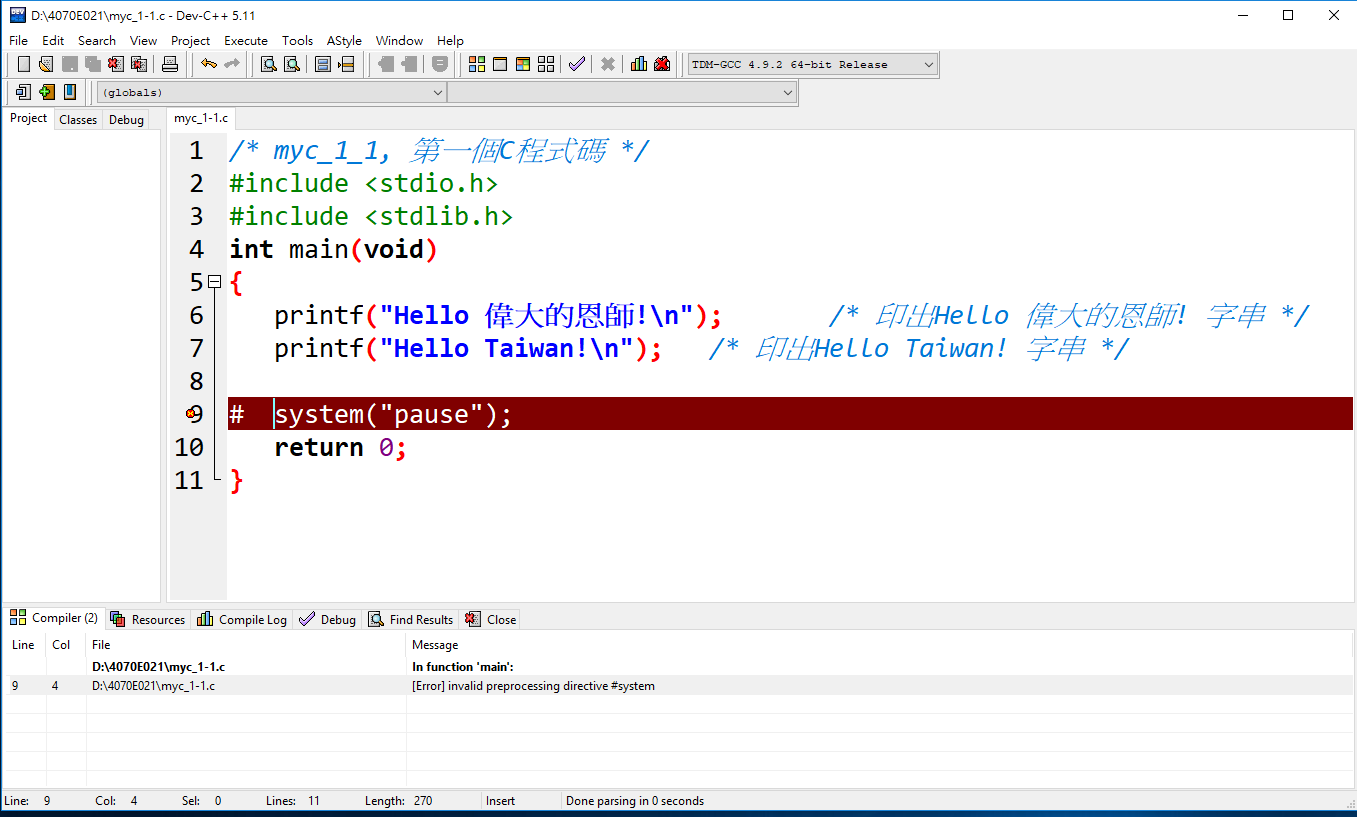 D:\4070E021\myc_1-1.c - Dev-C++ 5.11
File Edit Search View Project Execute Tools AStyle Window Help
TDM-GCC 4.9.2 64-bit Release
(globals)
Project Classes Debug
myc_1-1.c
1 /* myc_1_1, 第一個C程式碼 */
2 #include <stdio.h>
3 #include <stdlib.h>
4 int main(void)
5 {
6 printf("Hello 偉大的恩師!\n"); /* 印出Hello 偉大的恩師! 字串 */
7 printf("Hello Taiwan!\n"); /* 印出Hello Taiwan! 字串 */
8
9 # system("pause");
10 return 0;
11 }
Compiler (2) Resources Compile Log Debug Find Results Close
Line Col File Message
D:\4070E021\myc_1-1.c In function 'main':
9 4 D:\4070E021\myc_1-1.c [Error] invalid preprocessing directive #system
Line: 9 Col: 4 Sel: 0 Lines: 11 Length: 270 Insert Done parsing in 0 seconds